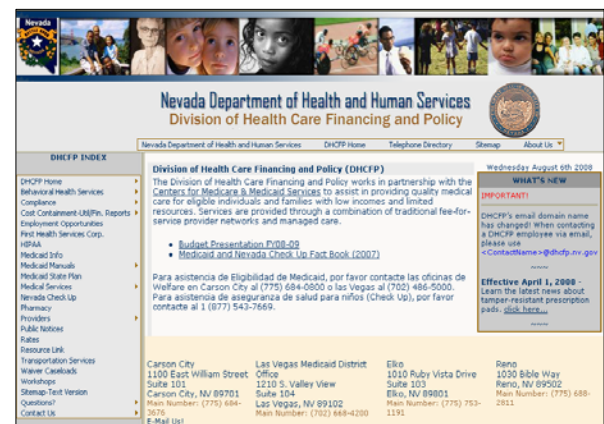 Nevada
Nevada Department of Health and Human Services
Division of Health Care Financing and Policy
Nevada Department of Health and Human Services DHCFP Home Telephone Directory Sitemap About Us
DHCFP INDEX
DHCFP Home
Behavioral Health Services
Compliance
Cost Containment-Util/Fin. Reports
Employment Opportunities
First Health Services Corp.
HIPAA
Medicaid Info
Medicaid Manuals
Medicaid State Plan
Medical Services
Nevada Check Up
Pharmacy
Providers
Public Notices
Rates
Resource Link
Transportation Services
Waiver Caseloads
Workshops
Sitemap-Text Version
Questions?
Contact Us
Division of Health Care Financing and Policy (DHCFP)
The Division of Health Care Financing and Policy works in partnership with the
Centers for Medicare & Medicaid Services to assist in providing quality medical
care for eligible individuals and families with low incomes and limited
resources. Services are provided through a combination of traditional fee-for-
service provider networks and managed care.
Budget Presentation FY08-09
Medicaid and Nevada Check Up Fact Book (2007)
Para asistencia de Eligibilidad de Medicaid, por favor contacte las oficinas de
Welfare en Carson City al (775) 684-0800 o las Vegas al (702) 486-5000.
Para asistencia de aseguranza de salud para niños (Check Up), por favor
contacte al 1 (877) 543-7669.
Wednesday August 6th 2008
WHAT'S NEW
IMPORTANT!
DHCFP's email domain name
has changed! When contacting
a DHCFP employee via email,
please use
<ContactName>@dhcfp.nv.gov
~~~
Effective April 1, 2008 -
Learn the latest news about
tamper-resistant prescription
pads. click here...
~~~
Carson City
1100 East William Street
Suite 101
Carson City, NV 89701
Main Number: (775) 684-
3676
E-Mail Us!
Las Vegas Medicaid District
Office
1210 S. Valley View
Suite 104
Las Vegas, NV 89102
Main Number: (702) 668-4200
Elko
1010 Ruby Vista Drive
Suite 103
Elko, NV 89801
Main Number: (775) 753-
1191
Reno
1030 Bible Way
Reno, NV 89502
Main Number: (775) 688-
2811